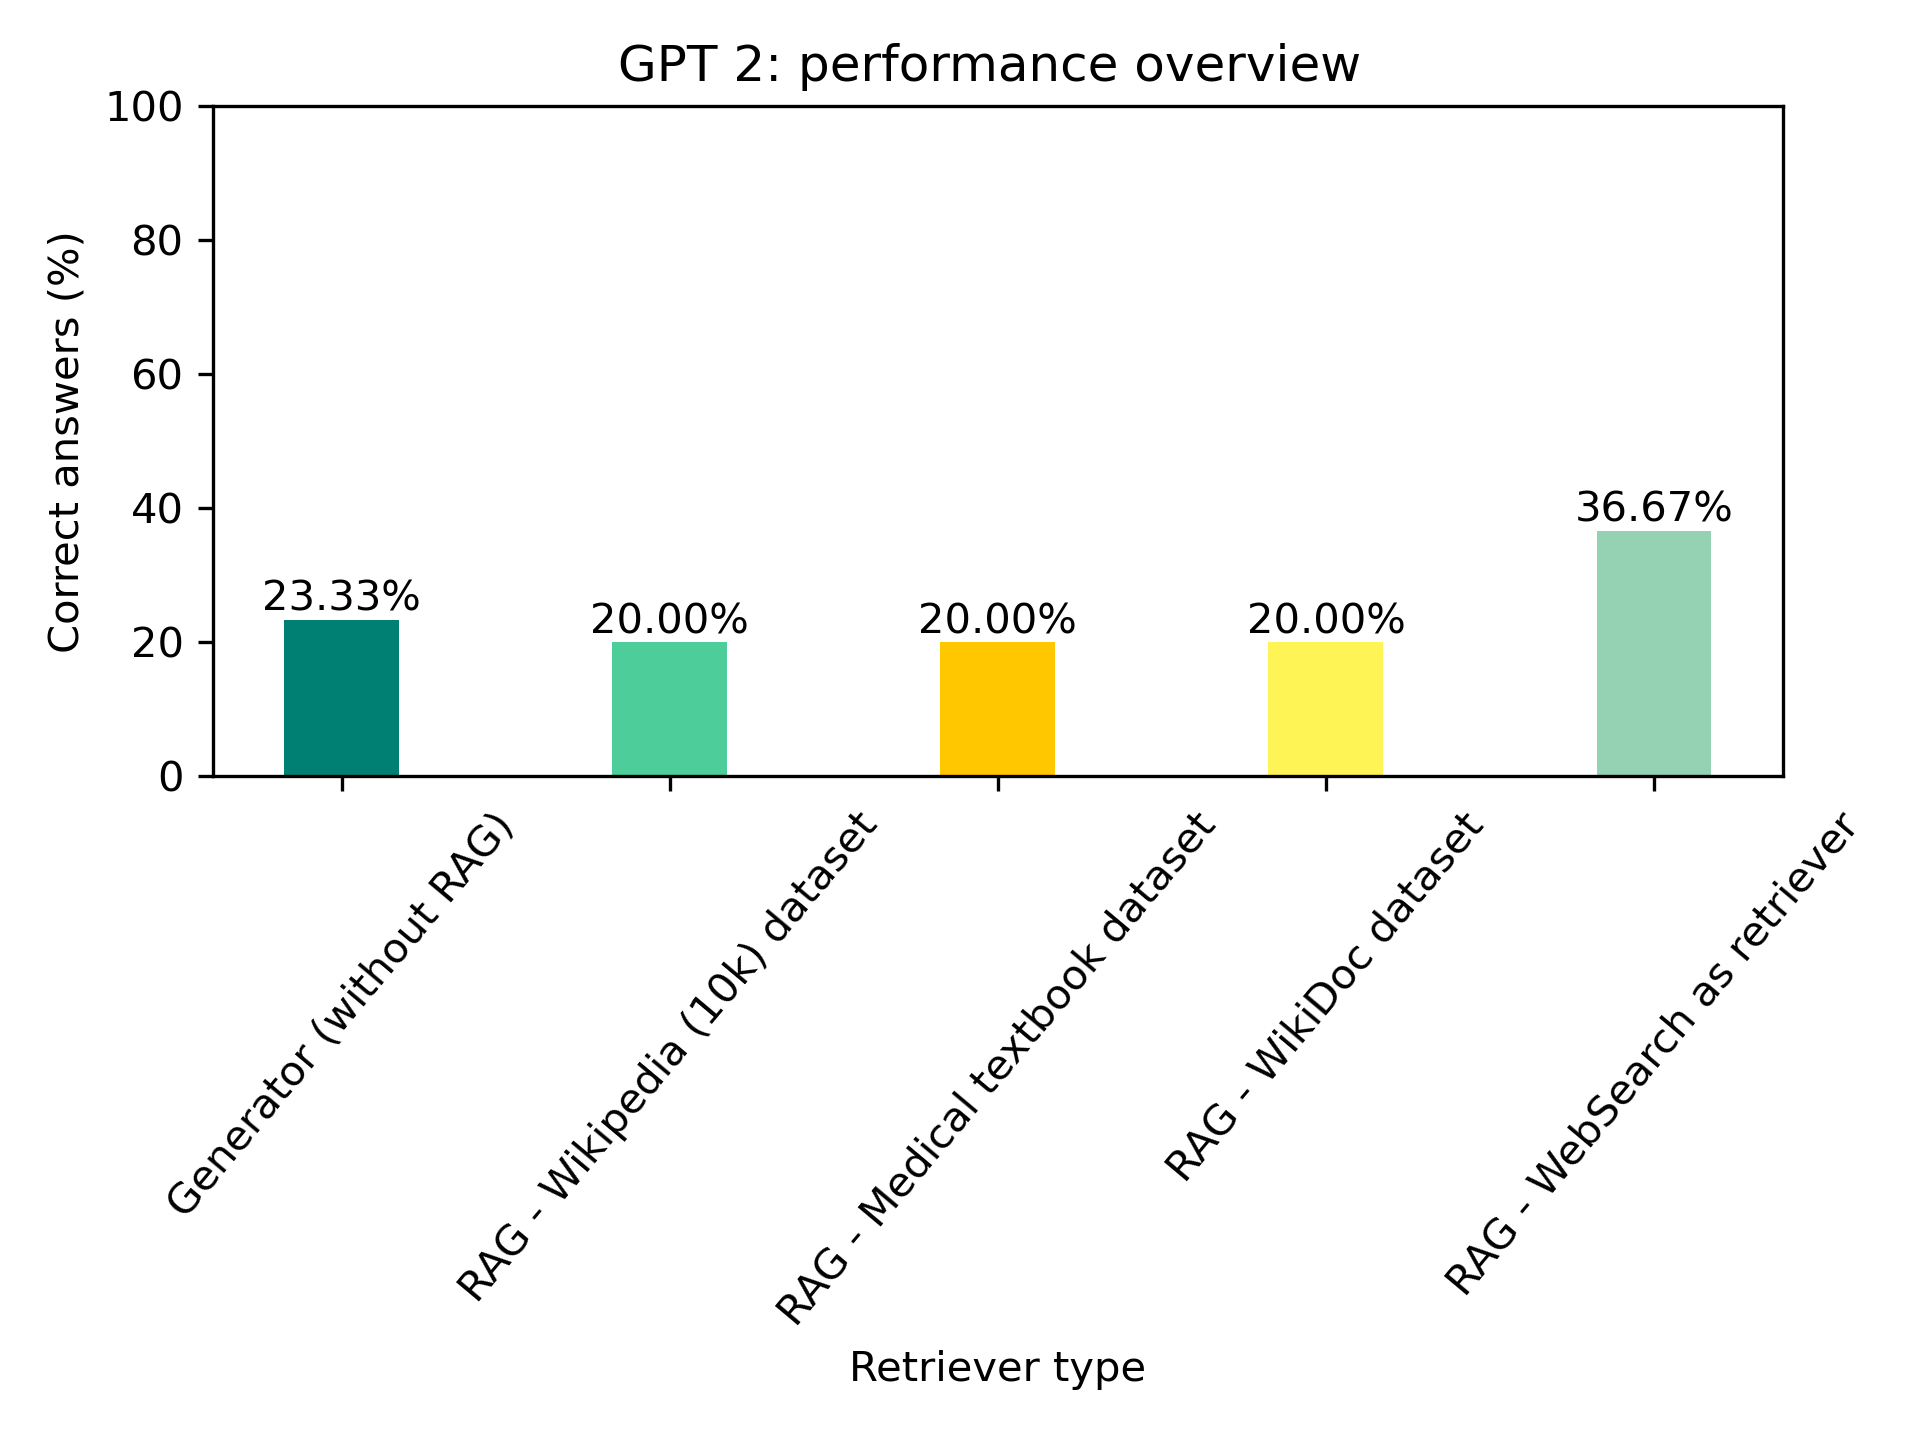 GPT 2: performance overview
Correct answers (%)
100
80
60
40
20
0
23.33%
20.00%
20.00%
20.00%
36.67%
Generator (without RAG)
RAG - Wikipedia (10k) dataset
RAG - Medical textbook dataset
RAG - WikiDoc dataset
RAG - WebSearch as retriever
Retriever type